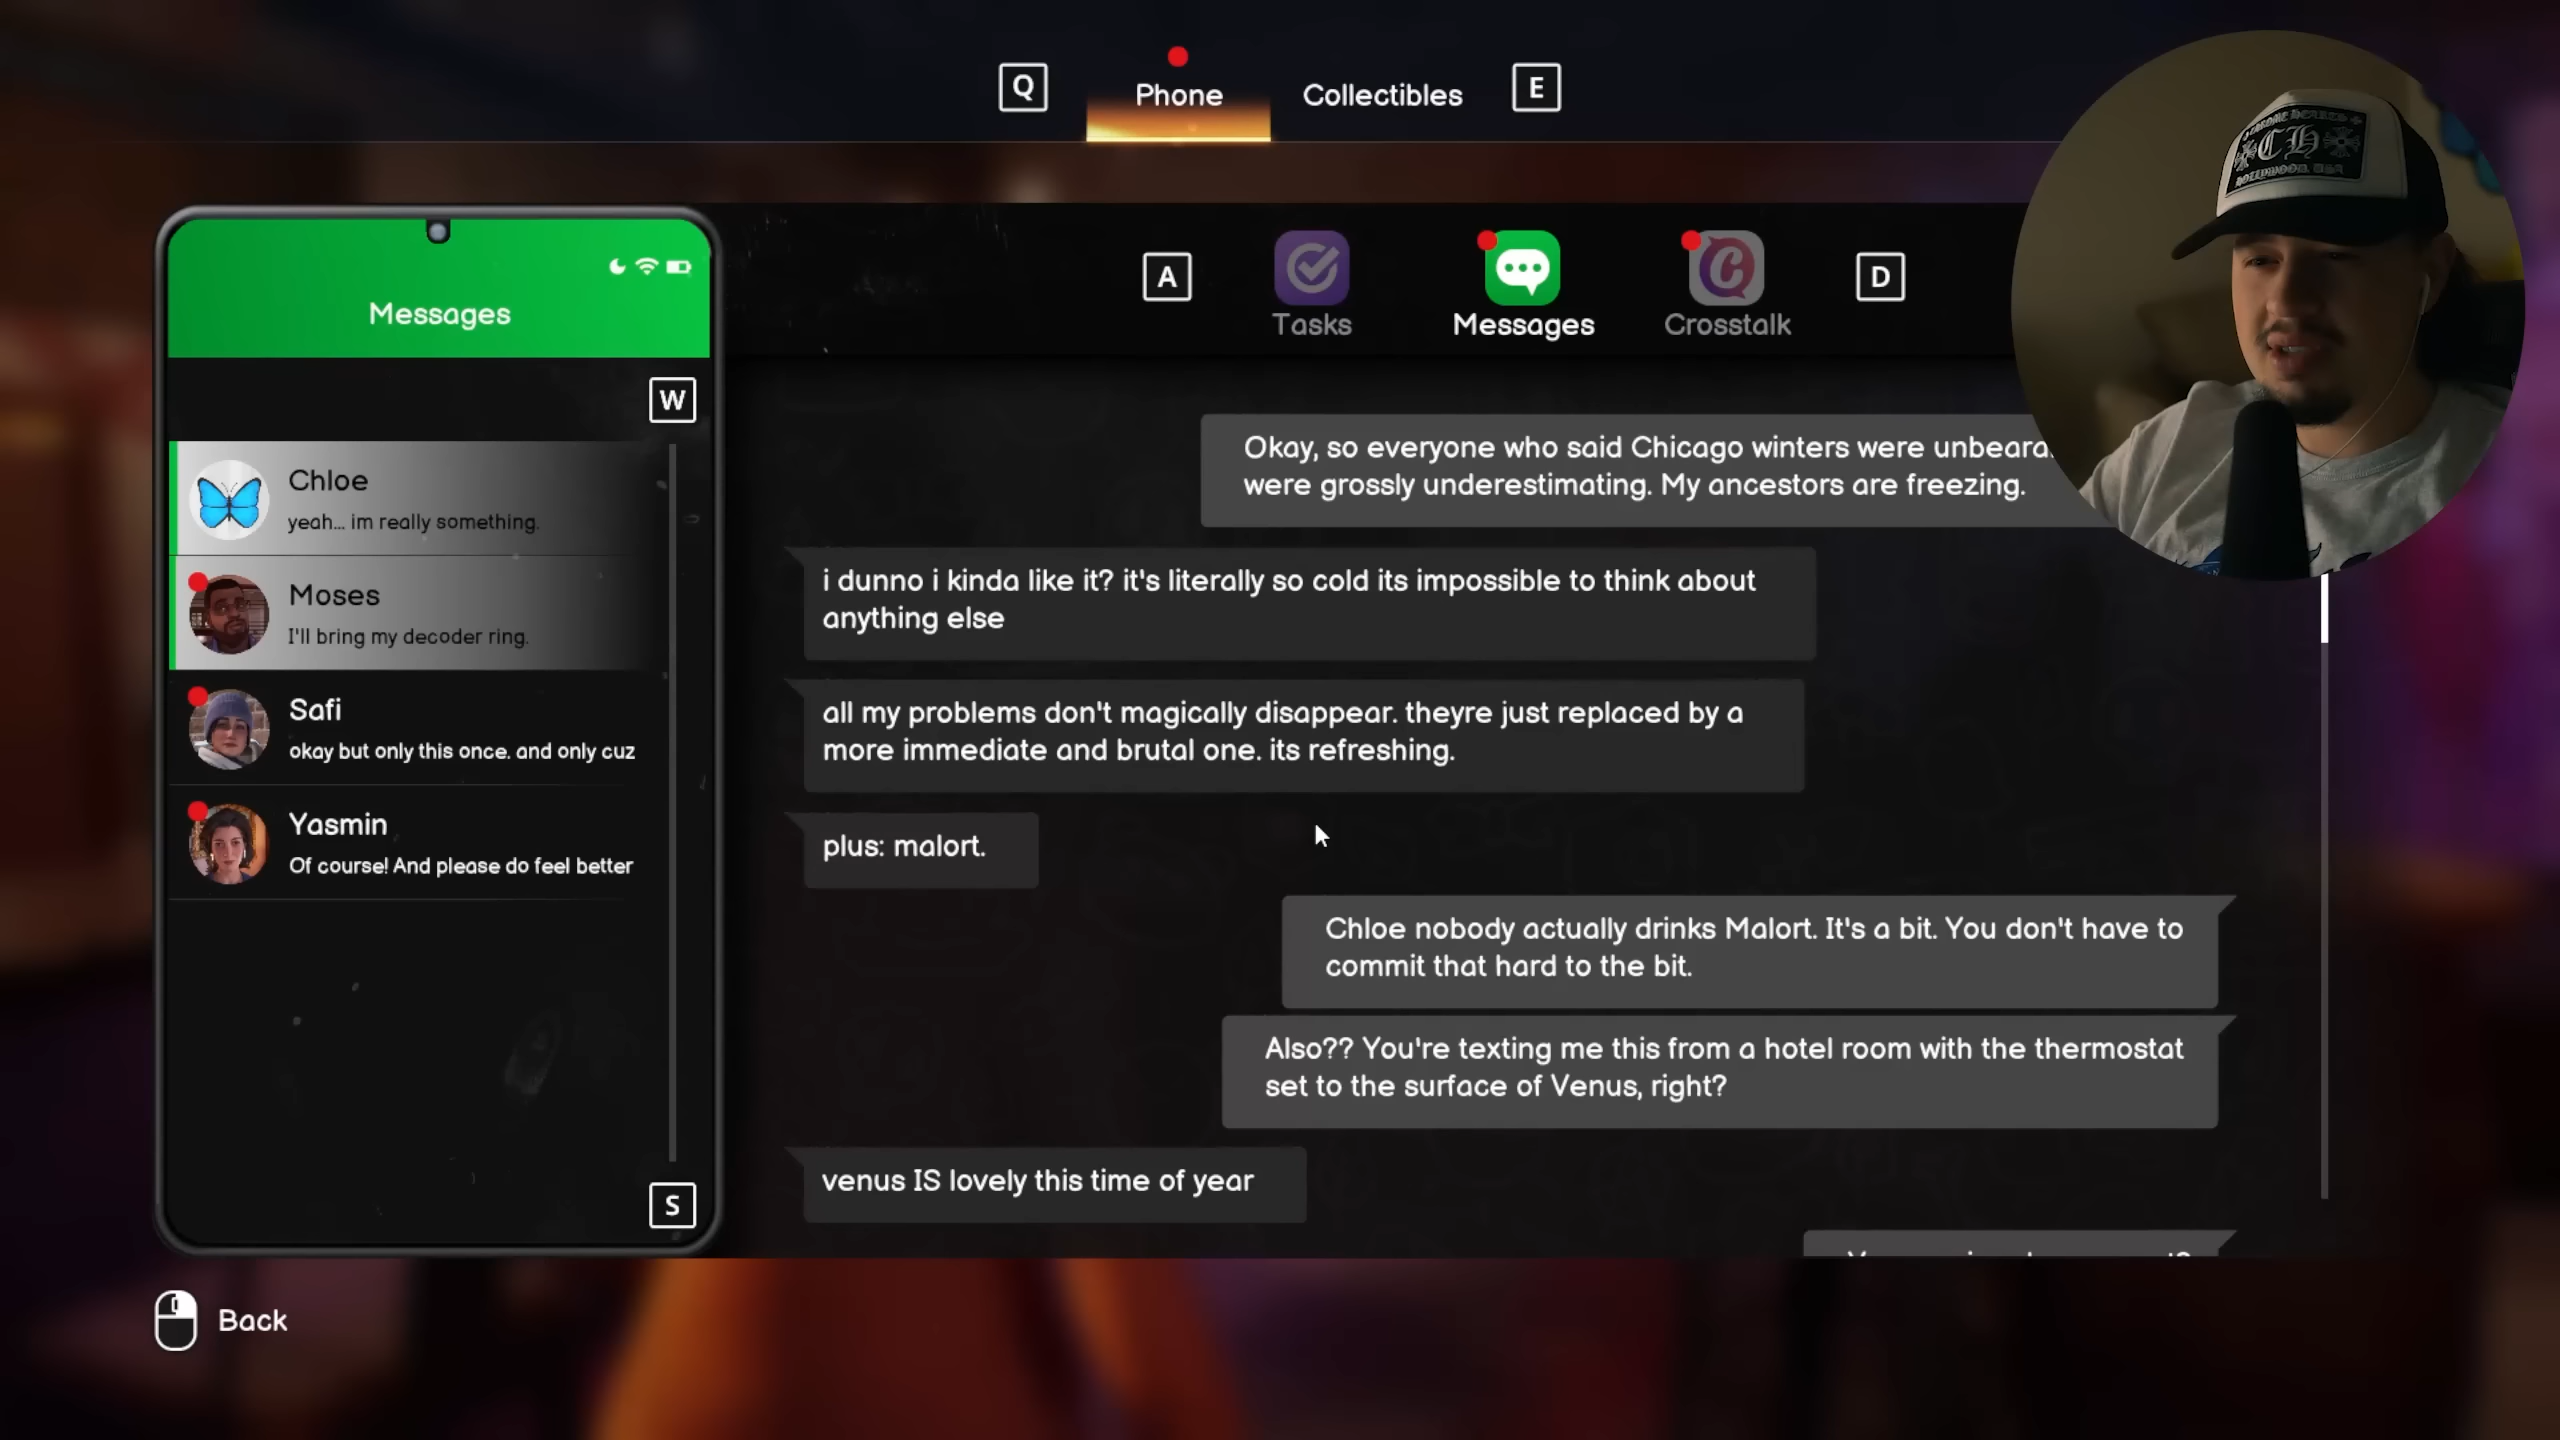 Q
Phone
Collectibles
E
CHROME HEARTS
CH
HOLLYWOOD, USA
Messages
A
Tasks
Messages
Crosstalk
D
W
Chloe
yeah... im really something.
Moses
I'll bring my decoder ring.
Safi
okay but only this once. and only cuz
Yasmin
Of course! And please do feel better
S
Okay, so everyone who said Chicago winters were
were grossly underestimating. My ancestors are freezing.
i dunno i kinda like it? it's literally so cold its impossible to think about
anything else
all my problems don't magically disappear. theyre just replaced by a
more immediate and brutal one. its refreshing.
plus: malort.
Chloe nobody actually drinks Malort. It's a bit. You don't have to
commit that hard to the bit.
Also?? You're texting me this from a hotel room with the thermostat
set to the surface of Venus, right?
venus IS lovely this time of year
Back